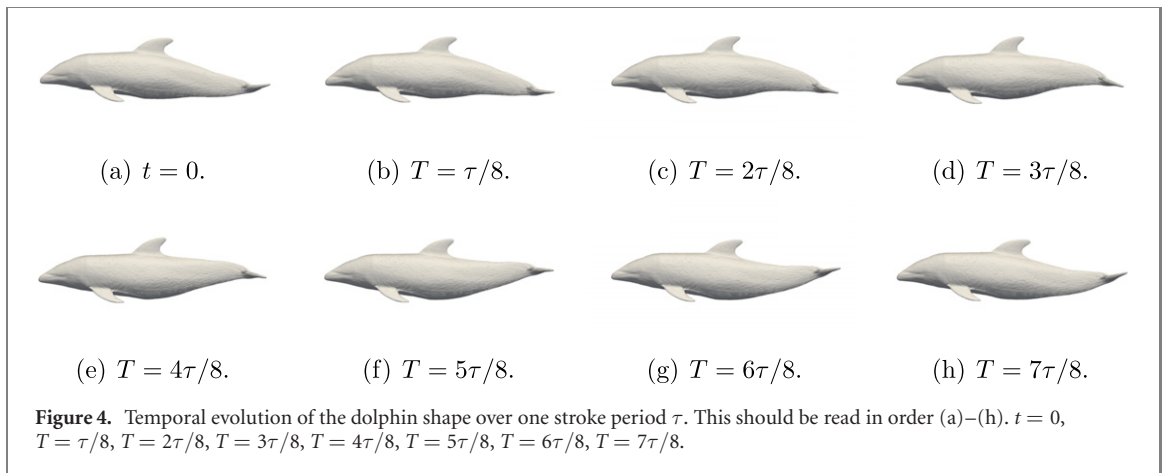 (a) t = 0.
(b) T = τ/8.
(c) T = 2τ/8.
(d) T = 3τ/8.
(e) T = 4τ/8.
(f) T = 5τ/8.
(g) T = 6τ/8.
(h) T = 7τ/8.
Figure 4. Temporal evolution of the dolphin shape over one stroke period τ. This should be read in order (a)–(h). t = 0,
T = τ/8, T = 2τ/8, T = 3τ/8, T = 4τ/8, T = 5τ/8, T = 6τ/8, T = 7τ/8.